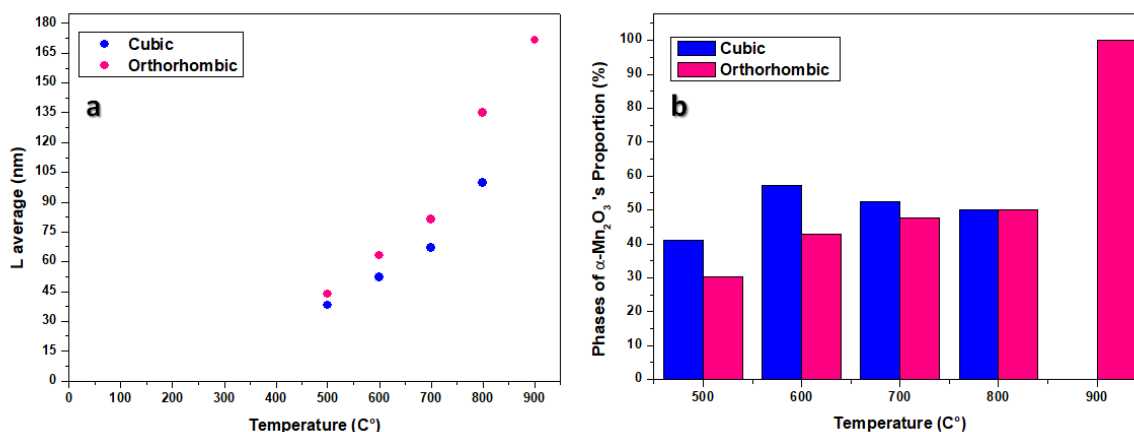 180
165
150
135
120
105
90
75
60
45
30
15
0
L average (nm)
Cubic
Orthorhombic
a
0 100 200 300 400 500 600 700 800 900
Temperature (C°)
100
90
80
70
60
50
40
30
20
10
0
Phases of α-Mn₂O₃ 's Proportion (%)
Cubic
Orthorhombic
b
500 600 700 800 900
Temperature (C°)